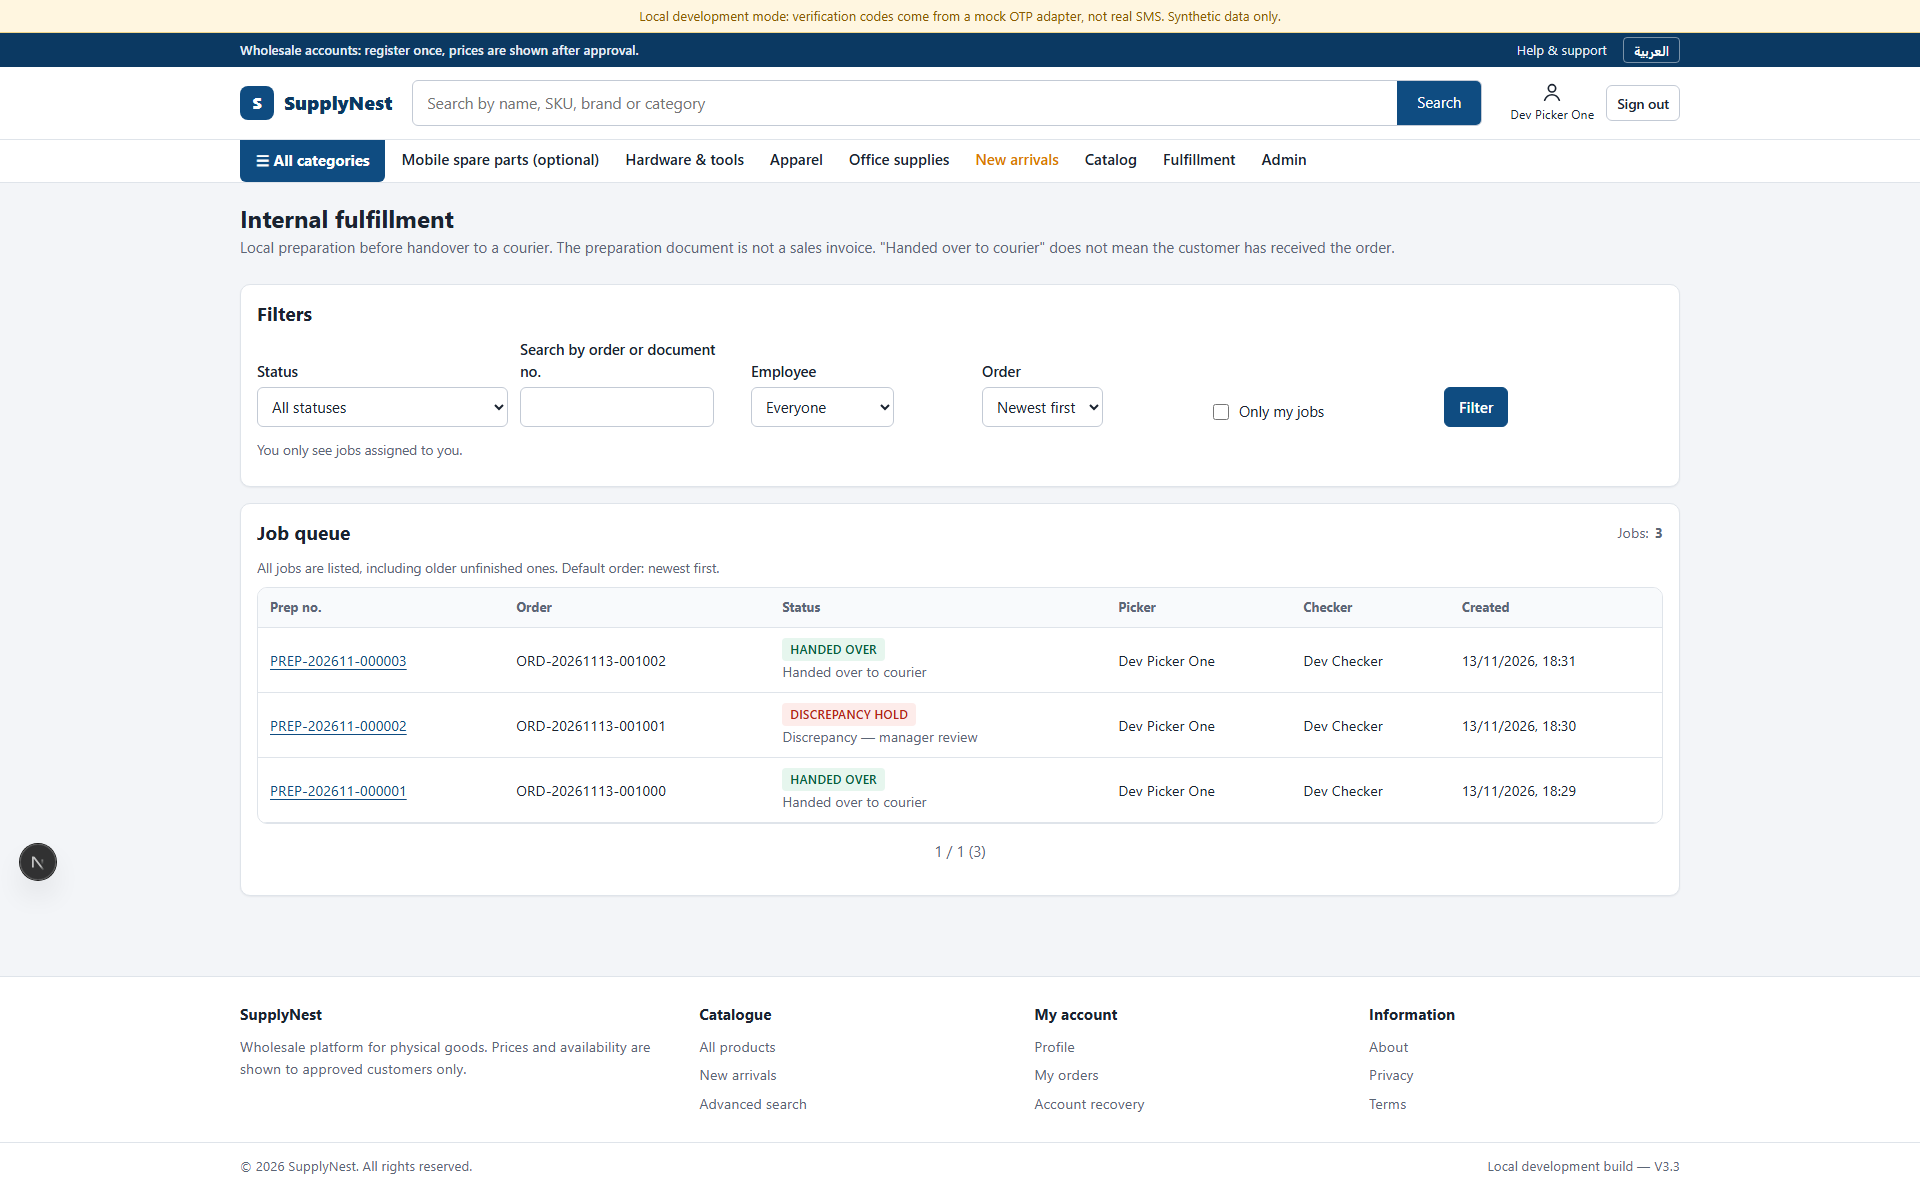 Local development mode: verification codes come from a mock OTP adapter, not real SMS. Synthetic data only.
Wholesale accounts: register once, prices are shown after approval.
Help & support
العربية
S
SupplyNest
Search by name, SKU, brand or category
Search
Dev Picker One
Sign out
☰ All categories
Mobile spare parts (optional)
Hardware & tools
Apparel
Office supplies
New arrivals
Catalog
Fulfillment
Admin
Internal fulfillment
Local preparation before handover to a courier. The preparation document is not a sales invoice. "Handed over to courier" does not mean the customer has received the order.
Filters
Status
All statuses
Search by order or document
no.
Employee
Everyone
Order
Newest first
Only my jobs
Filter
You only see jobs assigned to you.
Job queue
Jobs: 3
All jobs are listed, including older unfinished ones. Default order: newest first.
Prep no. Order Status Picker Checker Created
PREP-202611-000003 ORD-20261113-001002 HANDED OVER Dev Picker One Dev Checker 13/11/2026, 18:31
Handed over to courier
PREP-202611-000002 ORD-20261113-001001 DISCREPANCY HOLD Dev Picker One Dev Checker 13/11/2026, 18:30
Discrepancy — manager review
PREP-202611-000001 ORD-20261113-001000 HANDED OVER Dev Picker One Dev Checker 13/11/2026, 18:29
Handed over to courier
1 / 1 (3)
N
SupplyNest
Wholesale platform for physical goods. Prices and availability are
shown to approved customers only.
Catalogue
All products
New arrivals
Advanced search
My account
Profile
My orders
Account recovery
Information
About
Privacy
Terms
© 2026 SupplyNest. All rights reserved.
Local development build — V3.3